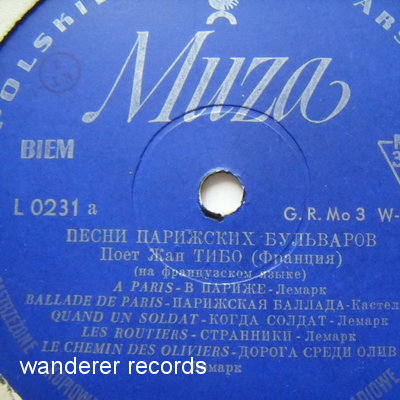 POLSKIE
Muza
BIEM
L 0231 a
G. R. Mo 3 W-
ПЕСНИ ПАРИЖСКИХ БУЛЬВАРОВ
Поет Жан ТИБО (Франция)
(на французском языке)
A PARIS - В ПАРИЖЕ - Лемарк
BALLADE DE PARIS - ПАРИЖСКАЯ БАЛЛАДА - Кастел
QUAND UN SOLDAT - КОГДА СОЛДАТ - Лемарк
LES ROUTIERS - СТРАННИКИ - Лемарк
LE CHEMIN DES OLIVIERS - ДОРОГА СРЕДИ ОЛИВ
Лемарк
wanderer records